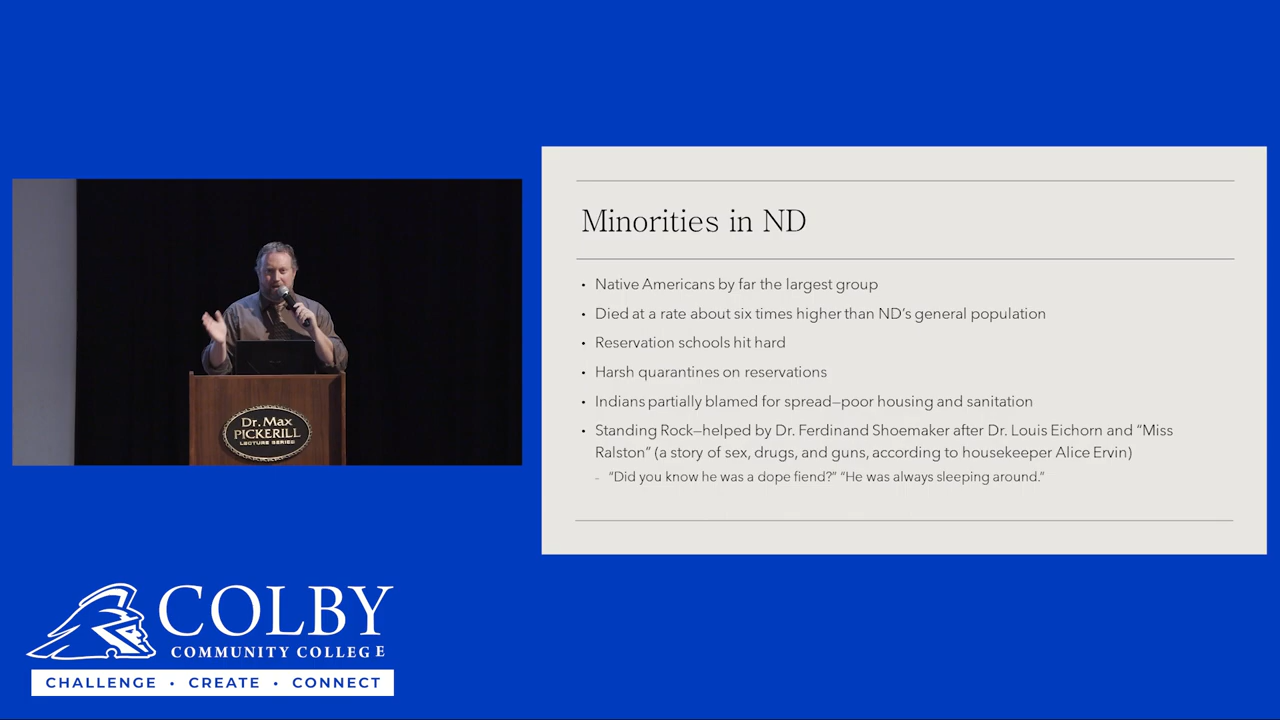 Minorities in ND
• Native Americans by far the largest group
• Died at a rate about six times higher than ND's general population
• Reservation schools hit hard
• Harsh quarantines on reservations
• Indians partially blamed for spread—poor housing and sanitation
• Standing Rock—helped by Dr. Ferdinand Shoemaker after Dr. Louis Eichorn and “Miss
Ralston” (a story of sex, drugs, and guns, according to housekeeper Alice Ervin)
– “Did you know he was a dope fiend?” “He was always sleeping around.”
Dr. Max
PICKERILL
LECTURE SERIES
COLBY
COMMUNITY COLLEGE
CHALLENGE • CREATE • CONNECT